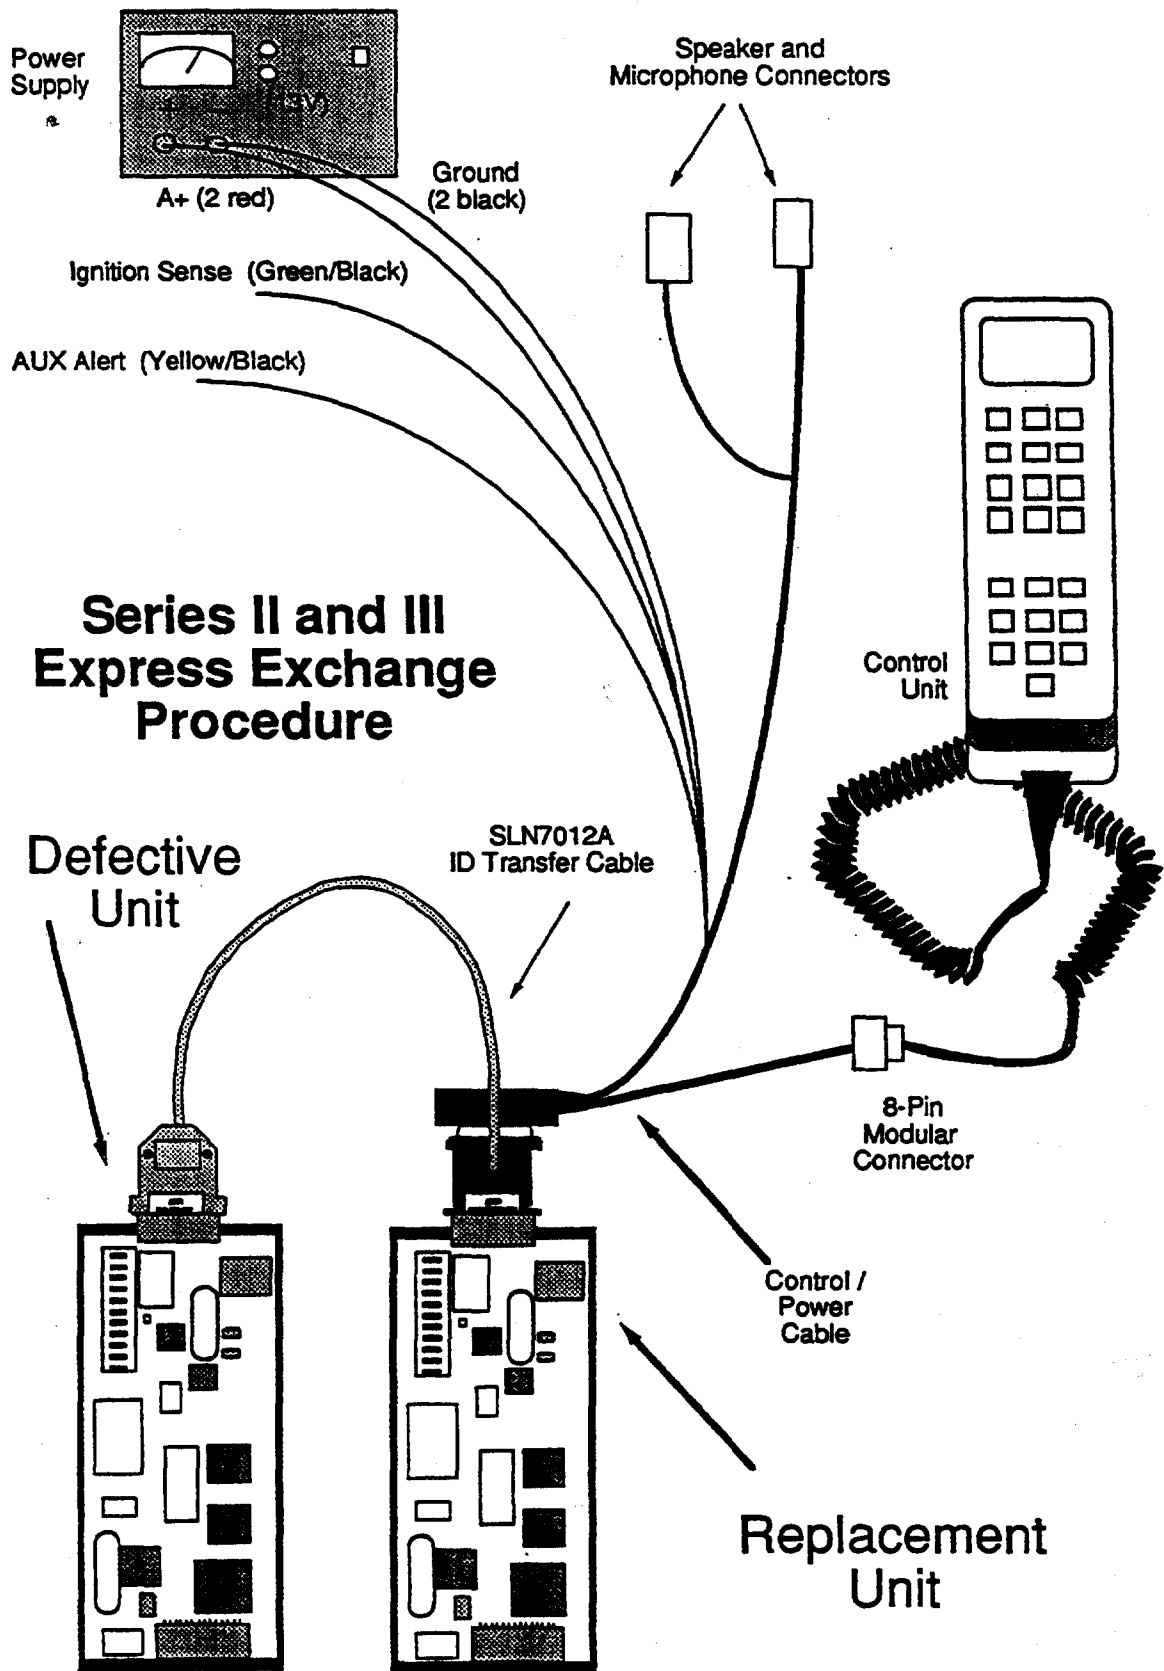 Power
Supply
A+ (2 red)
Ground
(2 black)
Ignition Sense (Green/Black)
AUX Alert (Yellow/Black)
Speaker and
Microphone Connectors
Series II and III
Express Exchange
Procedure
Control
Unit
Defective
Unit
SLN7012A
ID Transfer Cable
8-Pin
Modular
Connector
Control /
Power
Cable
Replacement
Unit